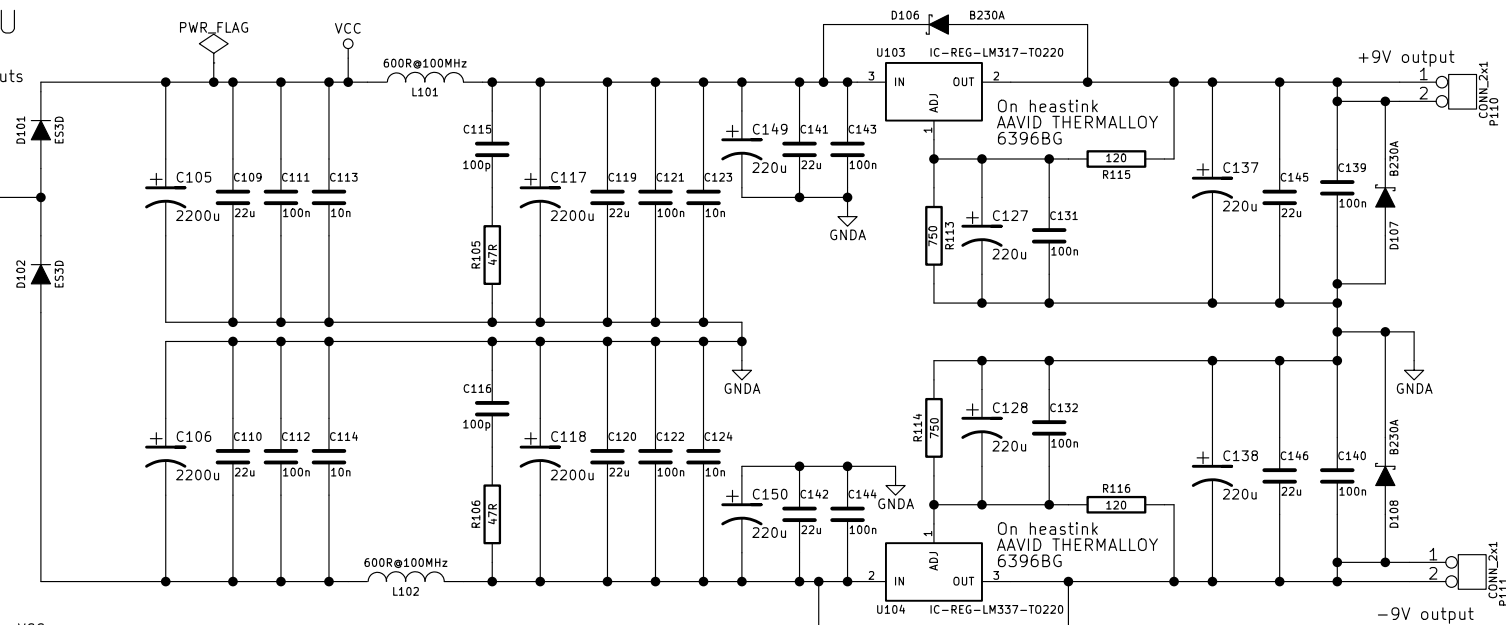 U
uts
PWR_FLAG
VCC
600R@100MHz
L101
D106
B230A
U103
IC-REG-LM317-TO220
3
IN
OUT
2
ADJ
1
On heastink
AAVID THERMALLOY
6396BG
+9V output
1
2
CONN_2x1
P110
D101
ES3D
D102
ES3D
C105
2200u
C109
22u
C111
100n
C113
10n
C115
100p
R105
47R
C117
2200u
C119
22u
C121
100n
C123
10n
C149
220u
C141
22u
C143
100n
GNDA
750
R113
C127
220u
C131
100n
120
R115
C137
220u
C145
22u
C139
100n
B230A
D107
GNDA
GNDA
C106
2200u
C110
22u
C112
100n
C114
10n
C116
100p
R106
47R
C118
2200u
C120
22u
C122
100n
C124
10n
C150
220u
C142
22u
C144
100n
GNDA
R114
750
C128
220u
C132
100n
R116
120
C138
220u
C146
22u
C140
100n
B230A
D108
On heastink
AAVID THERMALLOY
6396BG
600R@100MHz
L102
2
IN
OUT
3
ADJ
1
U104
IC-REG-LM337-TO220
1
2
CONN_2x1
P111
-9V output